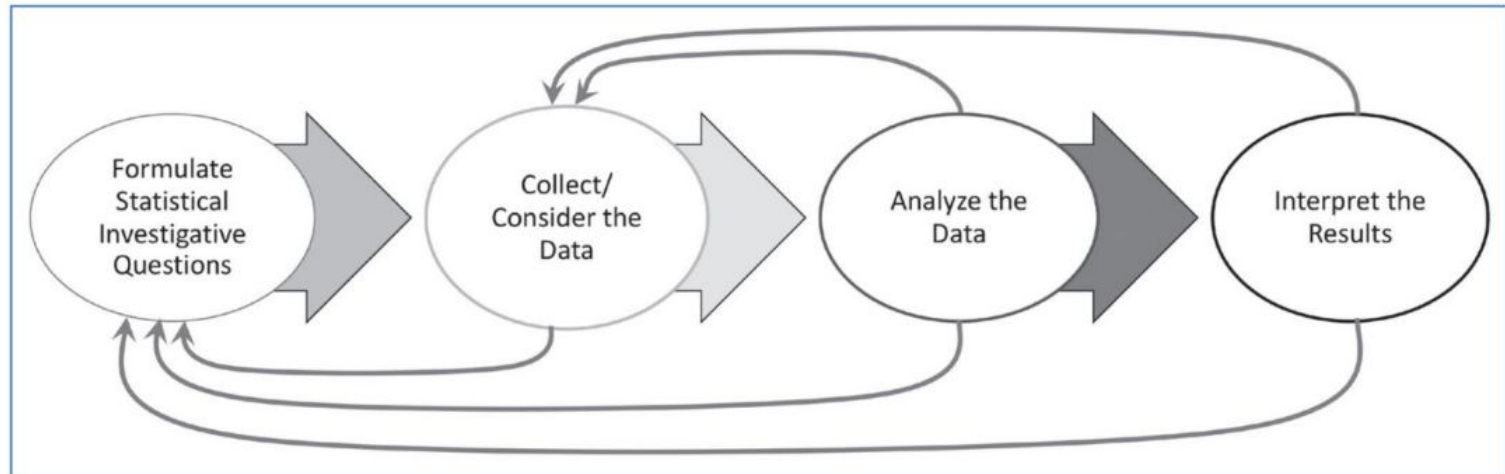 Formulate
Statistical
Investigative
Questions
Collect/
Consider the
Data
Analyze the
Data
Interpret the
Results